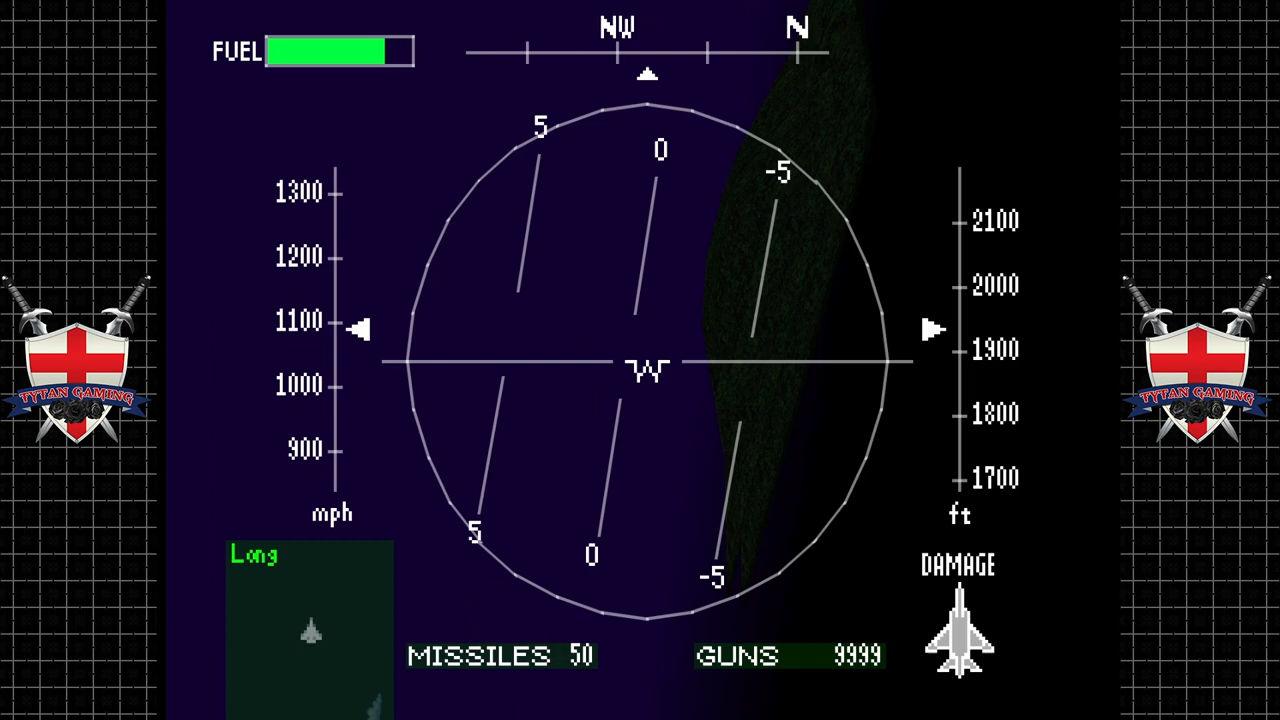 NW N
FUEL
5
0
-5
1300
1200
1100
1000
900
mph
2100
2000
1900
1800
1700
ft
5
0
-5
Long
DAMAGE
MISSILES 50
GUNS 9999
TYTAN GAMING
TYTAN GAMING